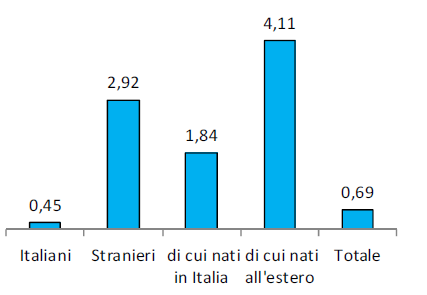 4,11
2,92
1,84
0,45
0,69
Italiani
Stranieri
di cui nati
in Italia
di cui nati
all'estero
Totale